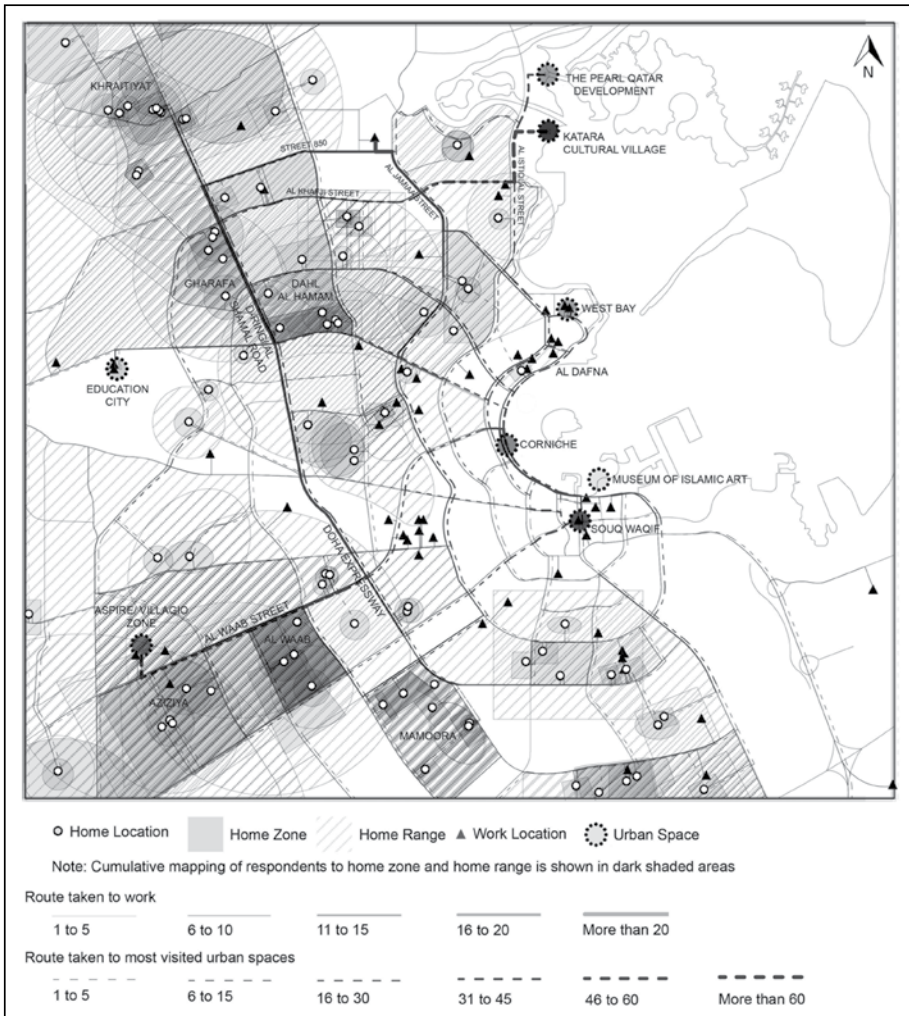 N
KHRAITIYAT
THE PEARL QATAR
DEVELOPMENT
KATARA
CULTURAL VILLAGE
STREET 850
AL JAMAA STREET
AL ISTIQLAL STREET
AL KHAFJI STREET
GHARAFA
DAHL
AL HAMAM
SHAMAL ROAD
WEST BAY
AL DAFNA
EDUCATION
CITY
CORNICHE
MUSEUM OF ISLAMIC ART
SOUQ WAQIF
DOHA EXPRESSWAY
ASPIRE/ VILLAGIO
ZONE
AL WAAB STREET
AL WAAB
AZIZIYA
MAMOORA
Home Location
Home Zone
Home Range
Work Location
Urban Space
Note: Cumulative mapping of respondents to home zone and home range is shown in dark shaded areas
Route taken to work
1 to 5 6 to 10 11 to 15 16 to 20 More than 20
Route taken to most visited urban spaces
1 to 5 6 to 15 16 to 30 31 to 45 46 to 60 More than 60